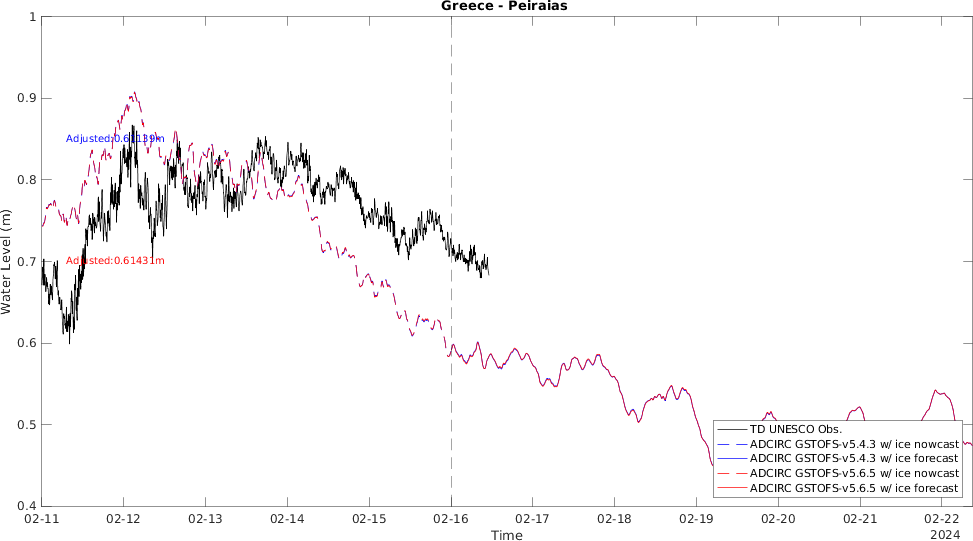 Greece - Peiraias
Water Level (m)
1
0.9
0.8
0.7
0.6
0.5
0.4
Adjusted:0.61139m
Adjusted:0.61431m
TD UNESCO Obs.
ADCIRC GSTOFS-v5.4.3 w/ ice nowcast
ADCIRC GSTOFS-v5.4.3 w/ ice forecast
ADCIRC GSTOFS-v5.6.5 w/ ice nowcast
ADCIRC GSTOFS-v5.6.5 w/ ice forecast
02-11 02-12 02-13 02-14 02-15 02-16 02-17 02-18 02-19 02-20 02-21 02-22
Time
2024